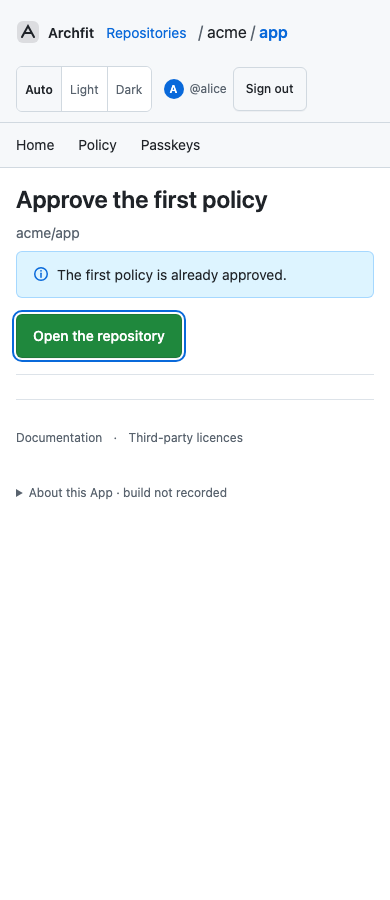 Archfit Repositories / acme / app
Auto Light Dark A @alice Sign out
Home Policy Passkeys
Approve the first policy
acme/app
The first policy is already approved.
Open the repository
Documentation · Third-party licences
About this App · build not recorded